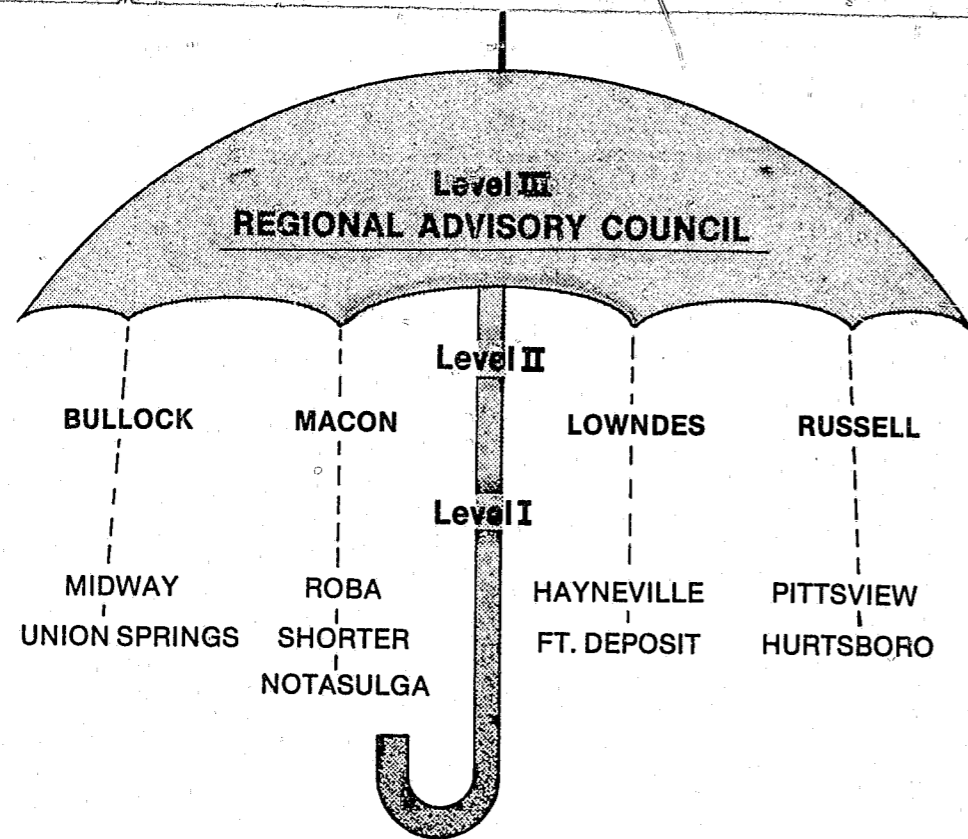 Level III
REGIONAL ADVISORY COUNCIL
Level II
BULLOCK
MACON
LOWNDES
RUSSELL
Level I
MIDWAY
UNION SPRINGS
ROBA
SHORTER
NOTASULGA
HAYNEVILLE
FT. DEPOSIT
PITTSVIEW
HURTSBORO